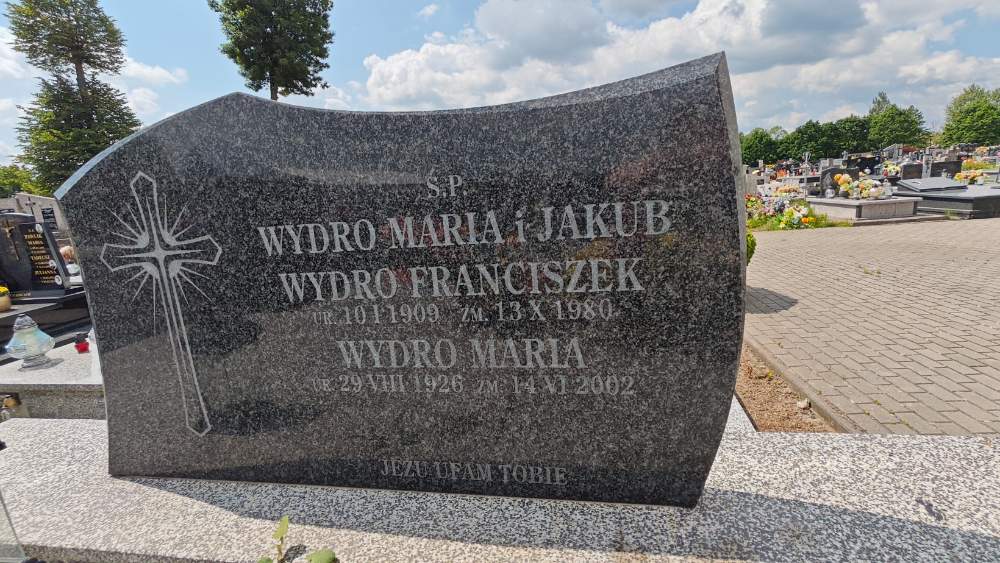 Ś.P.
WYDRO MARIA i JAKUB
WYDRO FRANCISZEK
UR. 10 I 1909 ZM. 13 X 1980
WYDRO MARIA
UR. 29 VIII 1926 ZM. 14 VI 2002
JEZU UFAM TOBIE